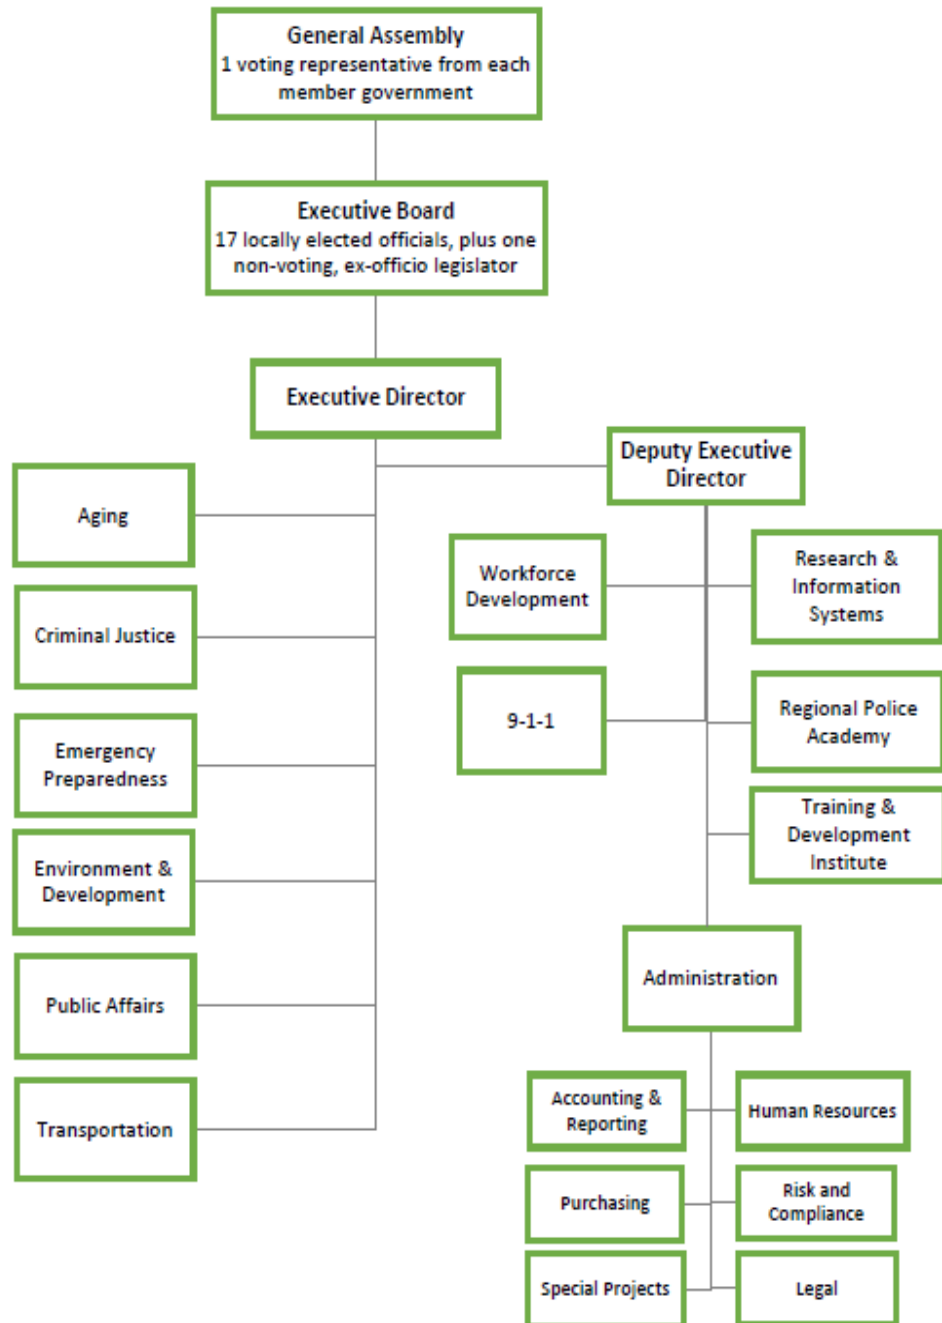 General Assembly
1 voting representative from each
member government
Executive Board
17 locally elected officials, plus one
non-voting, ex-officio legislator
Executive Director
Deputy Executive
Director
Aging
Criminal Justice
Emergency
Preparedness
Environment &
Development
Public Affairs
Transportation
Workforce
Development
9-1-1
Research &
Information
Systems
Regional Police
Academy
Training &
Development
Institute
Administration
Accounting &
Reporting
Human Resources
Purchasing
Risk and
Compliance
Special Projects
Legal